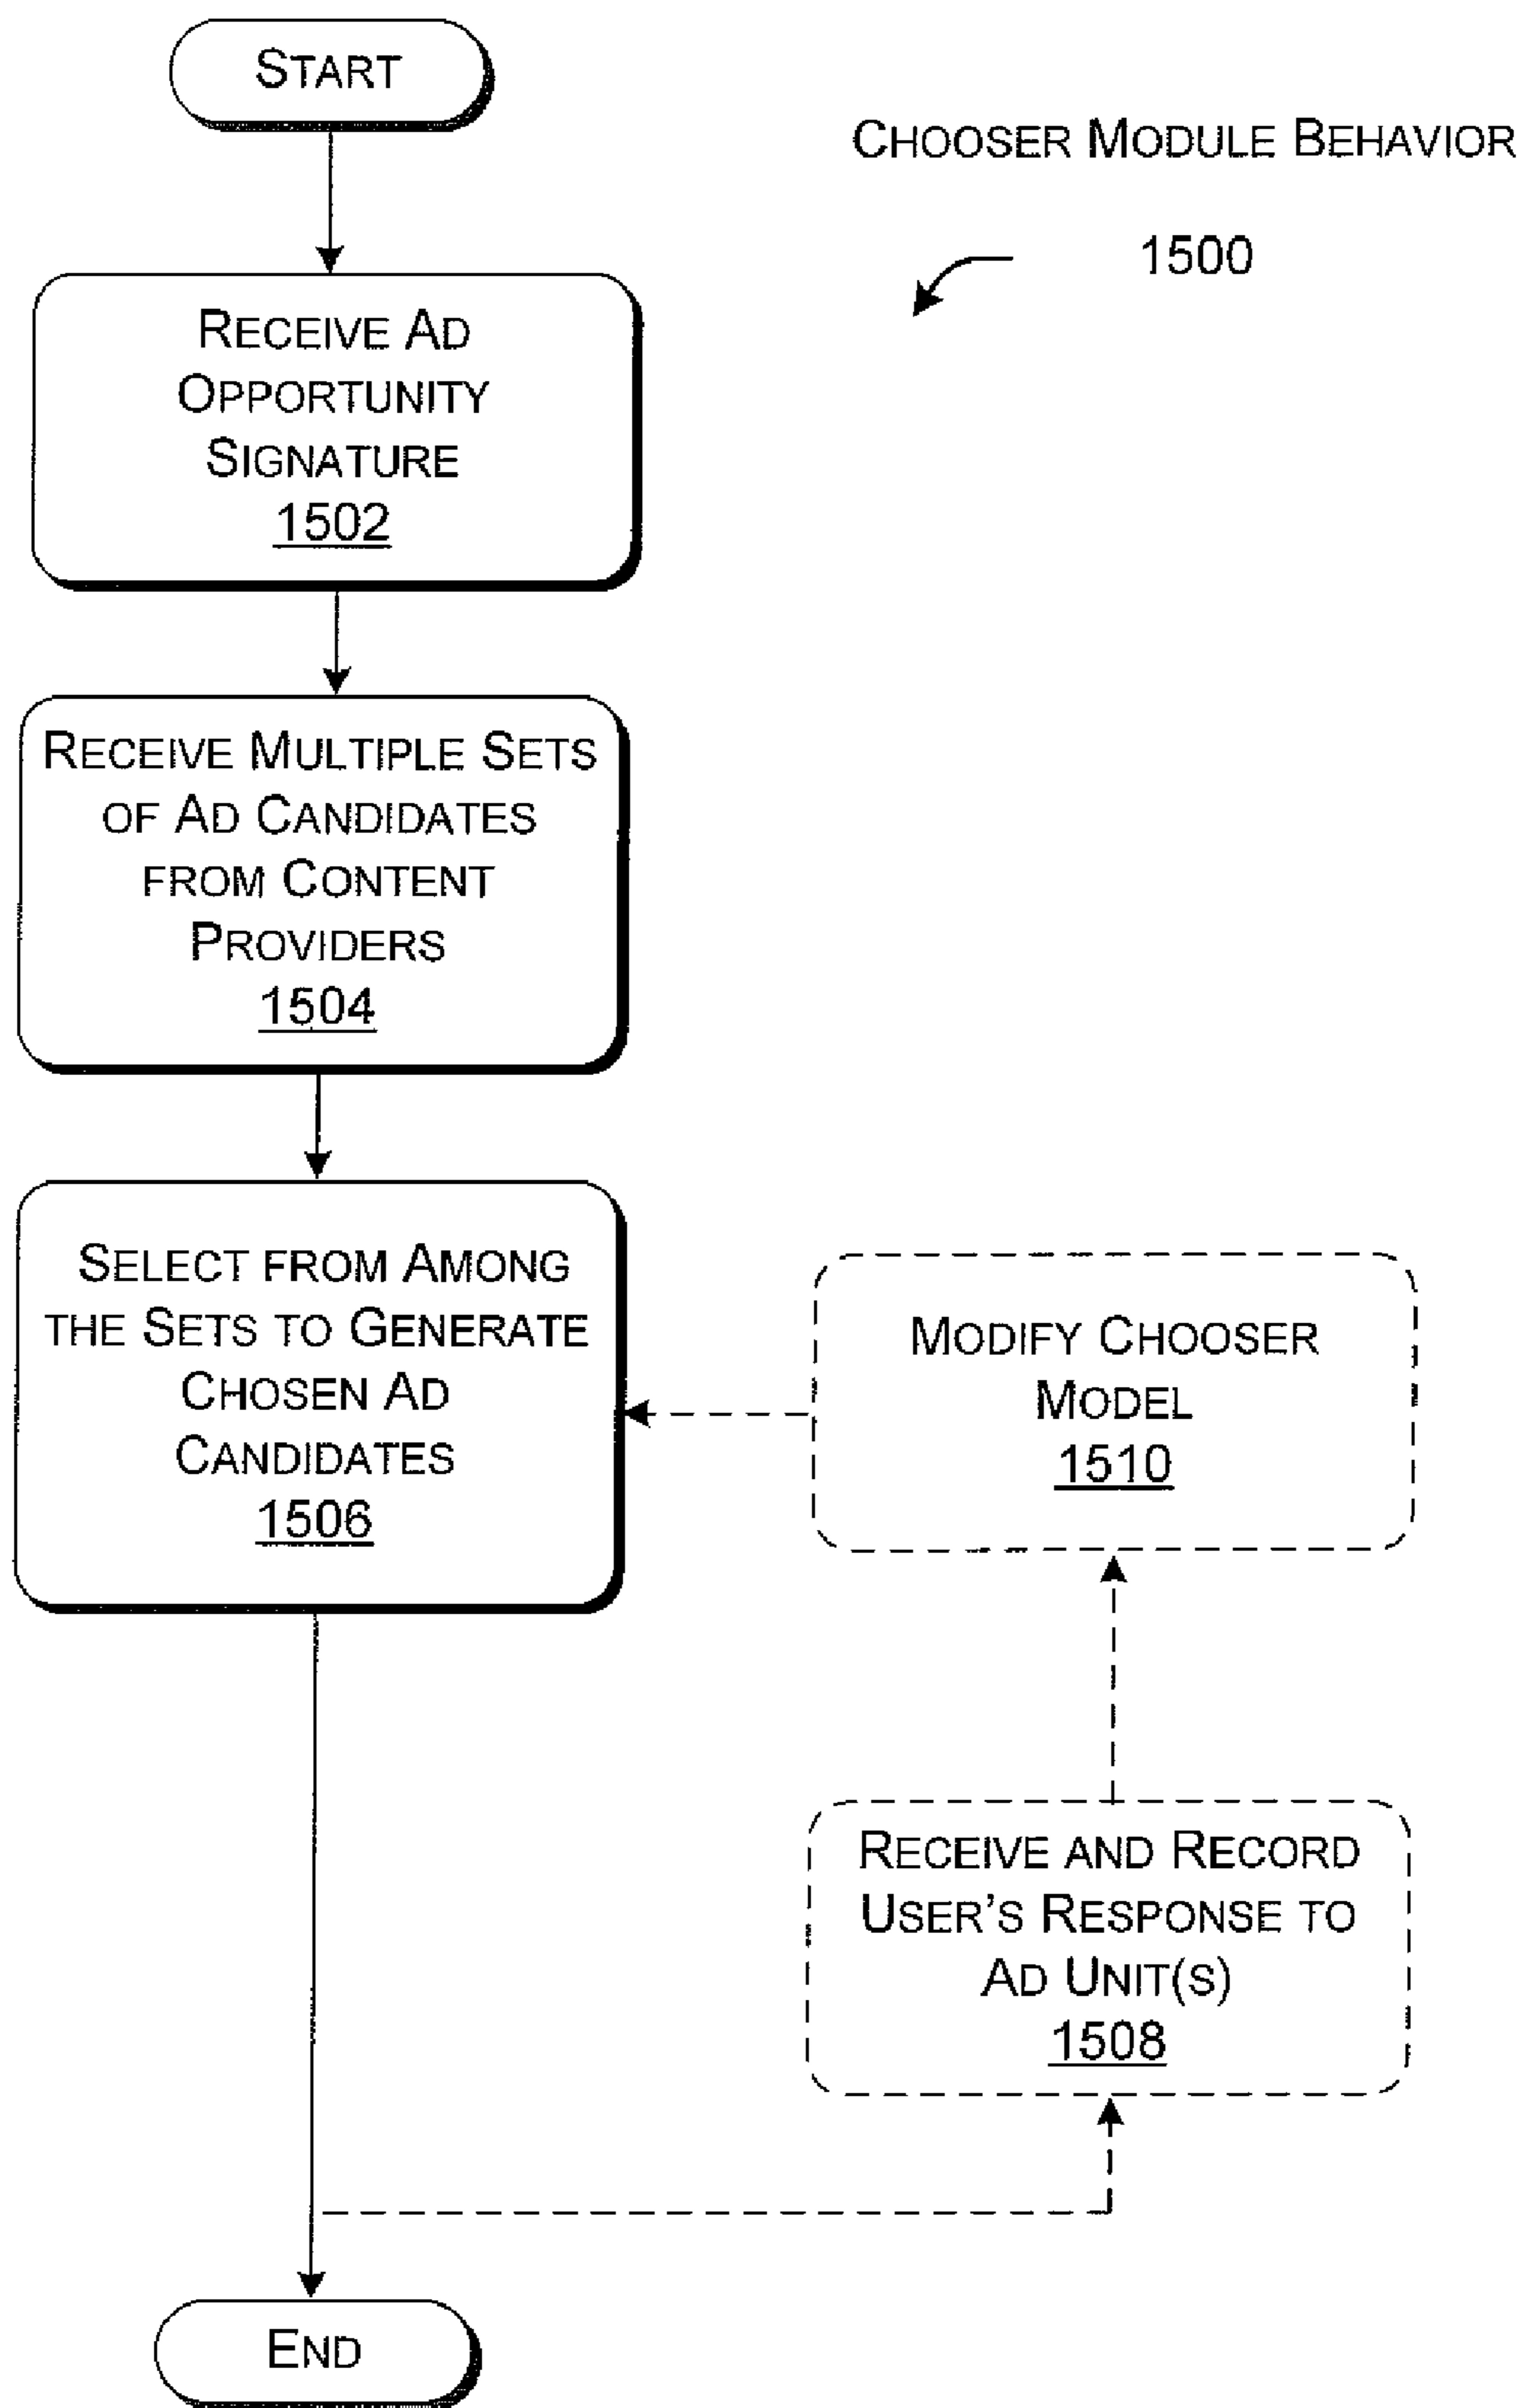 START
CHOOSER MODULE BEHAVIOR
1500
RECEIVE AD
OPPORTUNITY
SIGNATURE
1502
RECEIVE MULTIPLE SETS
OF AD CANDIDATES
FROM CONTENT
PROVIDERS
1504
SELECT FROM AMONG
THE SETS TO GENERATE
CHOSEN AD
CANDIDATES
1506
MODIFY CHOOSER
MODEL
1510
RECEIVE AND RECORD
USER'S RESPONSE TO
AD UNIT(S)
1508
END